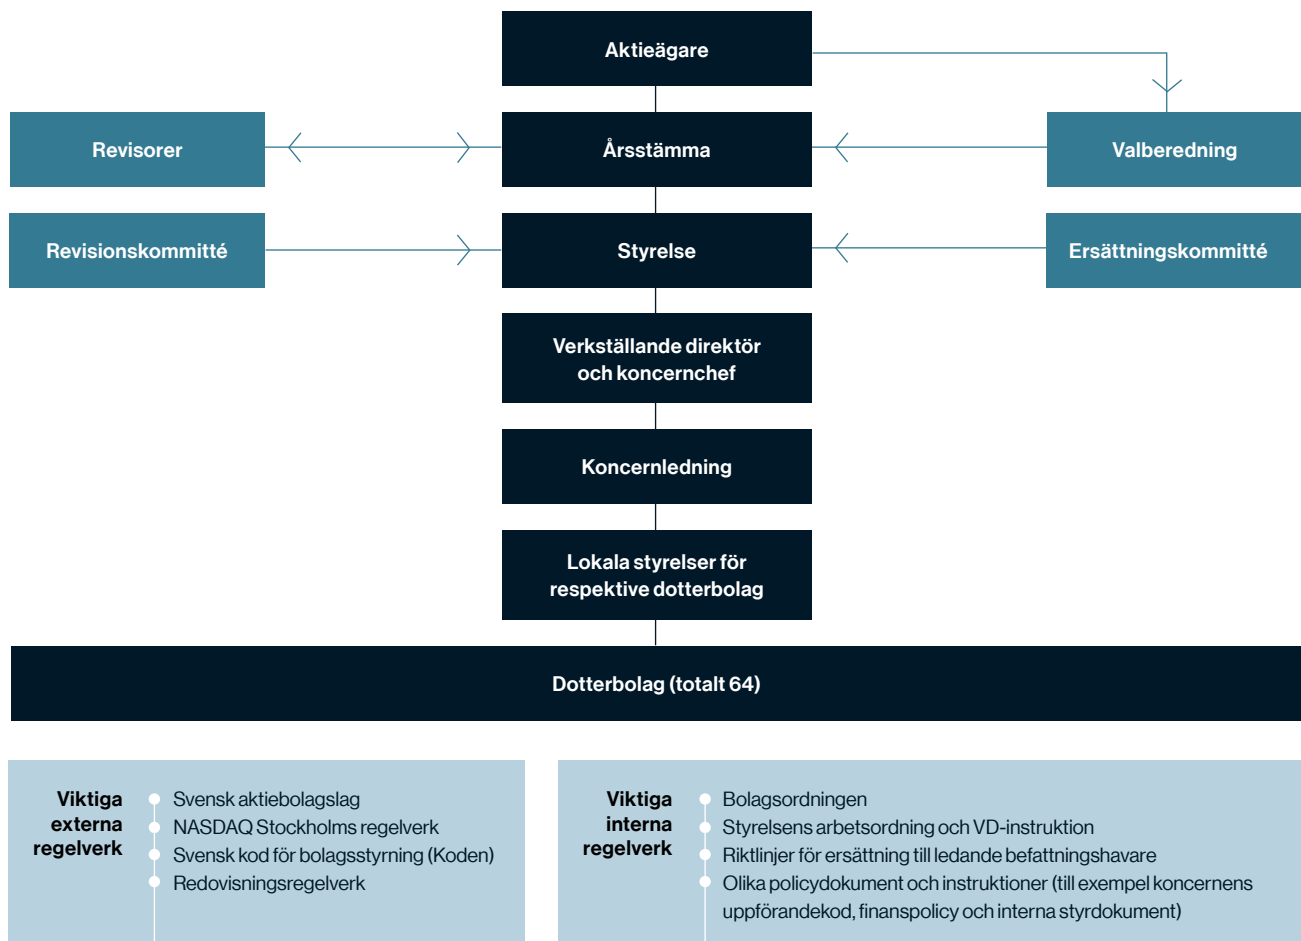 Aktieägare
Revisorer
Årsstämma
Valberedning
Revisionskommitté
Styrelse
Ersättningskommitté
Verkställande direktör
och koncernchef
Koncernledning
Lokala styrelser för
respektive dotterbolag
Dotterbolag (totalt 64)
Viktiga
externa
regelverk
Svensk aktiebolagslag
NASDAQ Stockholms regelverk
Svensk kod för bolagsstyrning (Koden)
Redovisningsregelverk
Viktiga
interna
regelverk
Bolagsordningen
Styrelsens arbetsordning och VD-instruktion
Riktlinjer för ersättning till ledande befattningshavare
Olika policydokument och instruktioner (till exempel koncernens
uppförandekod, finanspolicy och interna styrdokument)